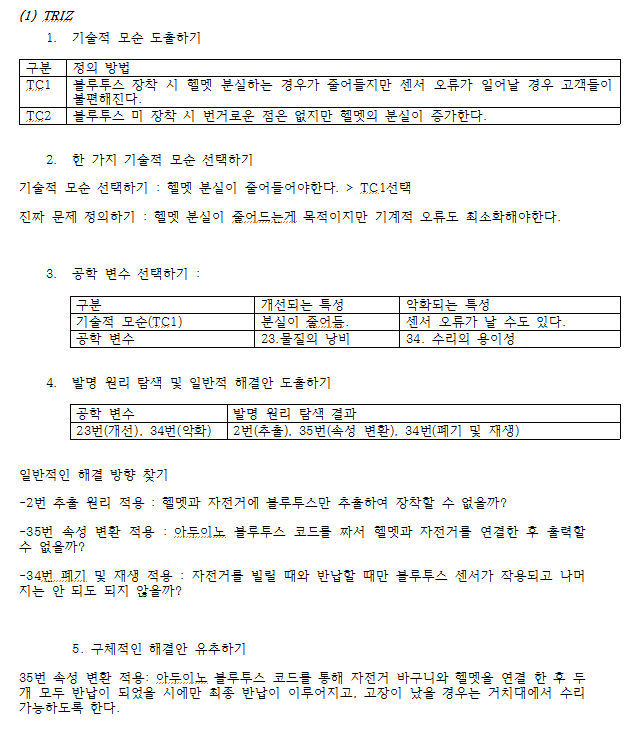 (1) TRIZ
1. 기술적 모순 도출하기
구분 정의 방법
TC1 블루투스 장착 시 헬멧 분실하는 경우가 줄어들지만 센서 오류가 일어날 경우 고객들이
불편해진다.
TC2 블루투스 미 장착 시 번거로운 점은 없지만 헬멧의 분실이 증가한다.
2. 한 가지 기술적 모순 선택하기
기술적 모순 선택하기 : 헬멧 분실이 줄어들어야한다. > TC1선택
진짜 문제 정의하기 : 헬멧 분실이 줄어드는게 목적이지만 기계적 오류도 최소화해야한다.
3. 공학 변수 선택하기 :
구분 개선되는 특성 악화되는 특성
기술적 모순(TC1) 분실이 줄어듦. 센서 오류가 날 수도 있다.
공학 변수 23.물질의 낭비 34. 수리의 용이성
4. 발명 원리 탐색 및 일반적 해결안 도출하기
공학 변수 발명 원리 탐색 결과
23번(개선), 34번(악화) 2번(추출), 35번(속성 변환), 34번(폐기 및 재생)
일반적인 해결 방향 찾기
-2번 추출 원리 적용 : 헬멧과 자전거에 블루투스만 추출하여 장착할 수 없을까?
-35번 속성 변환 적용 : 아두이노 블루투스 코드를 짜서 헬멧과 자전거를 연결한 후 출력할
수 없을까?
-34번 폐기 및 재생 적용 : 자전거를 빌릴 때와 반납할 때만 블루투스 센서가 작용되고 나머
지는 안 되도 되지 않을까?
5. 구체적인 해결안 유추하기
35번 속성 변환 적용: 아두이노 블루투스 코드를 통해 자전거 바구니와 헬멧을 연결 한 후 두
개 모두 반납이 되었을 시에만 최종 반납이 이루어지고, 고장이 났을 경우는 거치대에서 수리
가능하도록 한다.